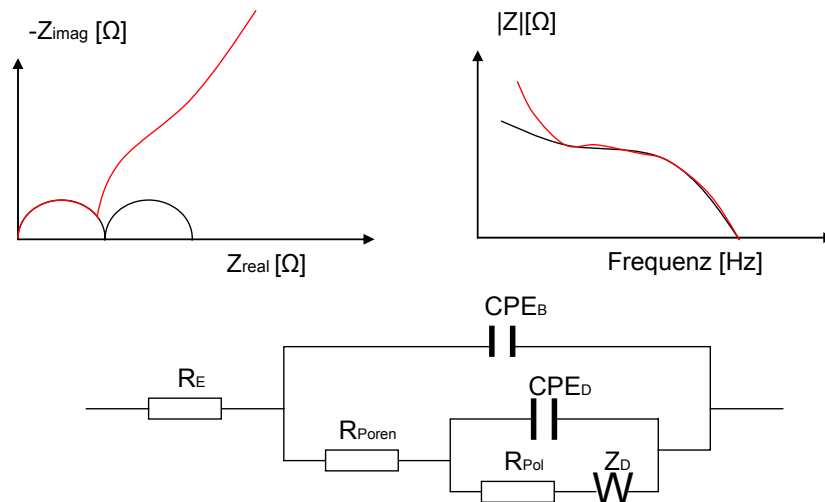 -Zimag [Ω]
Zreal [Ω]
|Z|[Ω]
Frequenz [Hz]
CPEB
RE
CPED
RPoren
RPol
ZD
W